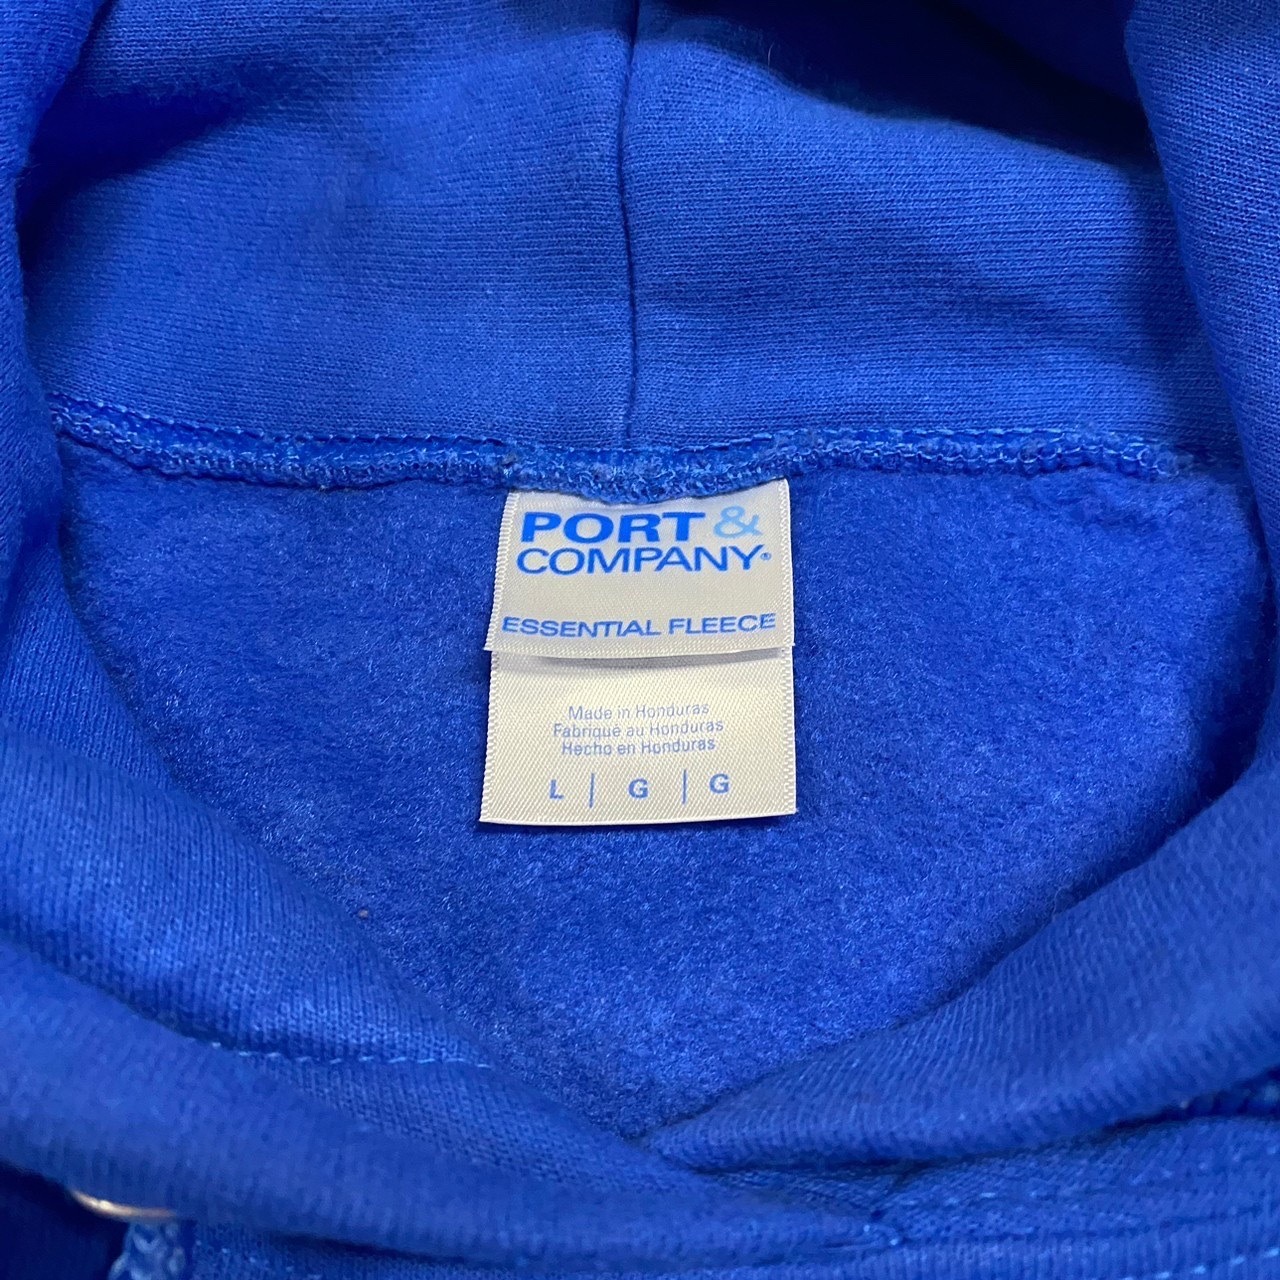 PORT &
COMPANY®
ESSENTIAL FLEECE
Made in Honduras
Fabriqué au Honduras
Hecho en Honduras
L | G | G